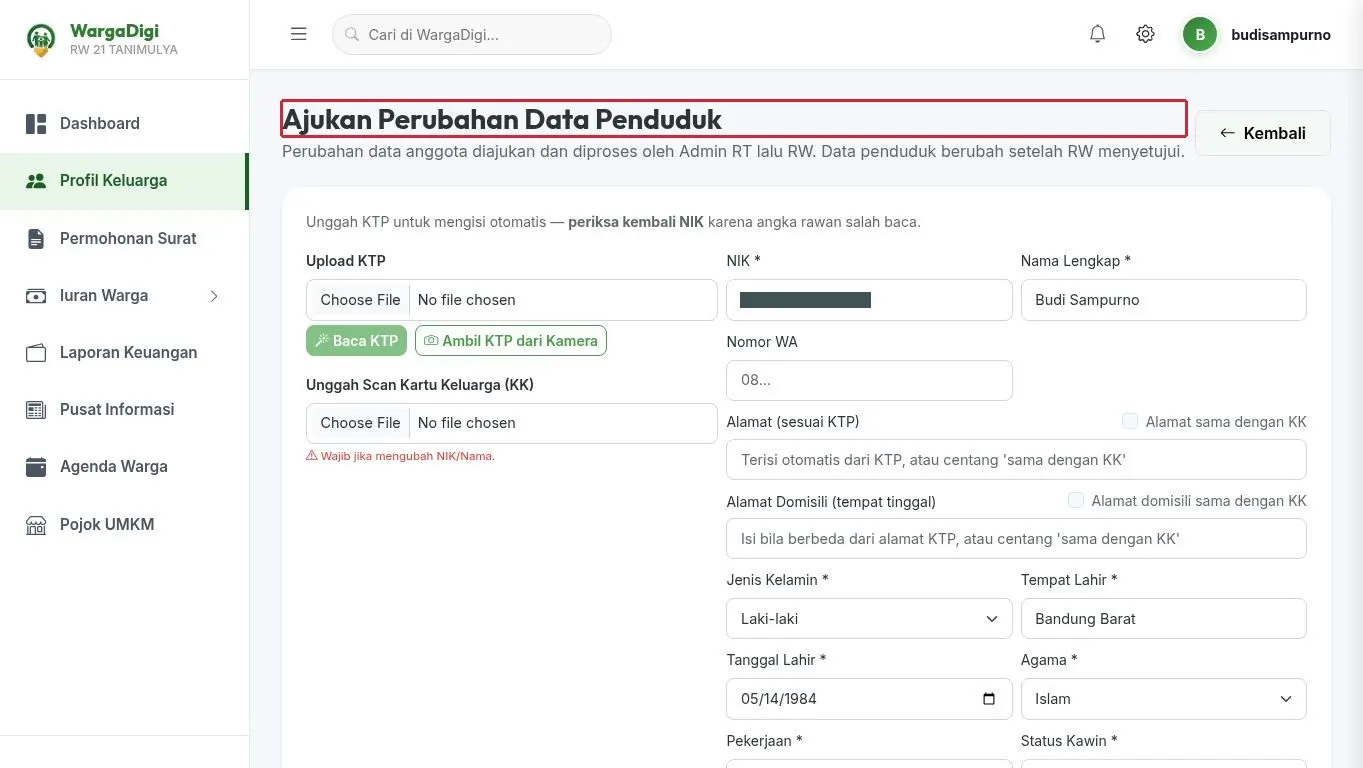 WargaDigi
RW 21 TANIMULYA
Cari di WargaDigi...
B
budisampurno
Dashboard
Profil Keluarga
Permohonan Surat
Iuran Warga
Laporan Keuangan
Pusat Informasi
Agenda Warga
Pojok UMKM
Ajukan Perubahan Data Penduduk
Perubahan data anggota diajukan dan diproses oleh Admin RT lalu RW. Data penduduk berubah setelah RW menyetujui.
← Kembali
Unggah KTP untuk mengisi otomatis — periksa kembali NIK karena angka rawan salah baca.
Upload KTP
Choose File No file chosen
Baca KTP
Ambil KTP dari Kamera
Unggah Scan Kartu Keluarga (KK)
Choose File No file chosen
Wajib jika mengubah NIK/Nama.
NIK *
Nama Lengkap *
Budi Sampurno
Nomor WA
08...
Alamat (sesuai KTP)
Alamat sama dengan KK
Terisi otomatis dari KTP, atau centang 'sama dengan KK'
Alamat Domisili (tempat tinggal)
Alamat domisili sama dengan KK
Isi bila berbeda dari alamat KTP, atau centang 'sama dengan KK'
Jenis Kelamin *
Tempat Lahir *
Laki-laki
Bandung Barat
Tanggal Lahir *
Agama *
05/14/1984
Islam
Pekerjaan *
Status Kawin *